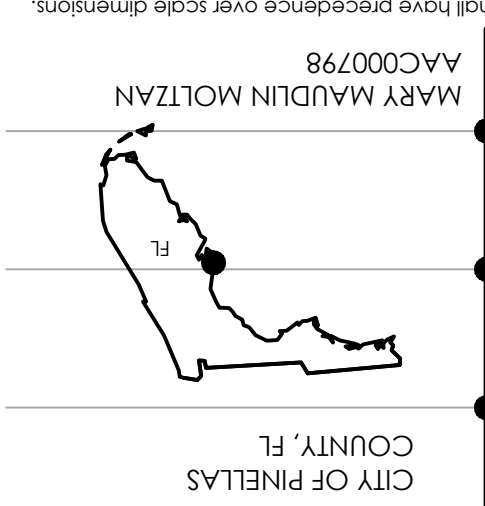 CITY OF PINELLAS
COUNTY, FL
FL
MARY MAUDLIN MOLTZAN
AAC000798
have precedence over scale dimensions.